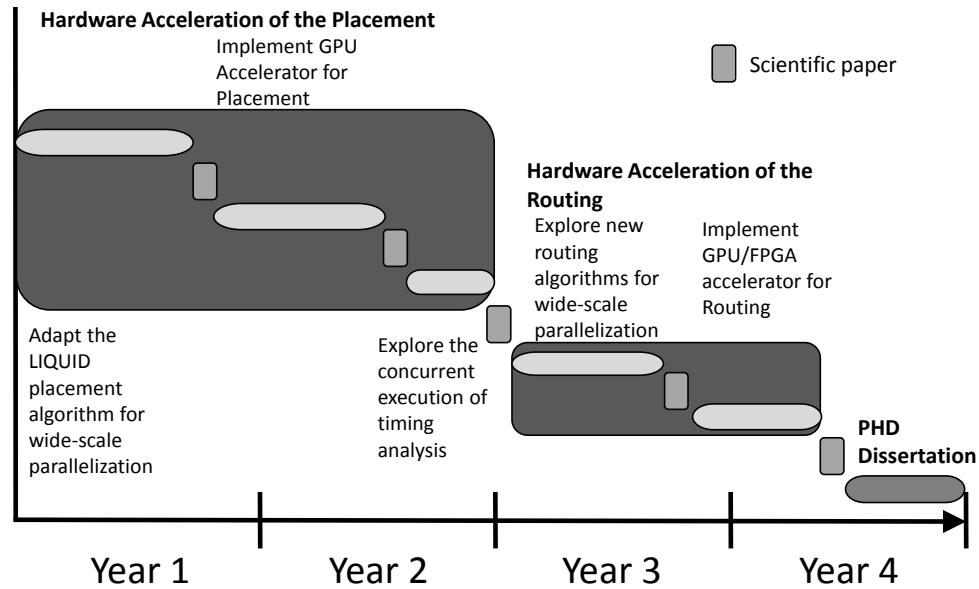 Hardware Acceleration of the Placement
Implement GPU
Accelerator for
Placement
Scientific paper
Hardware Acceleration of the
Routing
Explore new
routing
algorithms for
wide-scale
parallelization
Implement
GPU/FPGA
accelerator for
Routing
Adapt the
LIQUID
placement
algorithm for
wide-scale
parallelization
Explore the
concurrent
execution of
timing
analysis
PHD
Dissertation
Year 1
Year 2
Year 3
Year 4